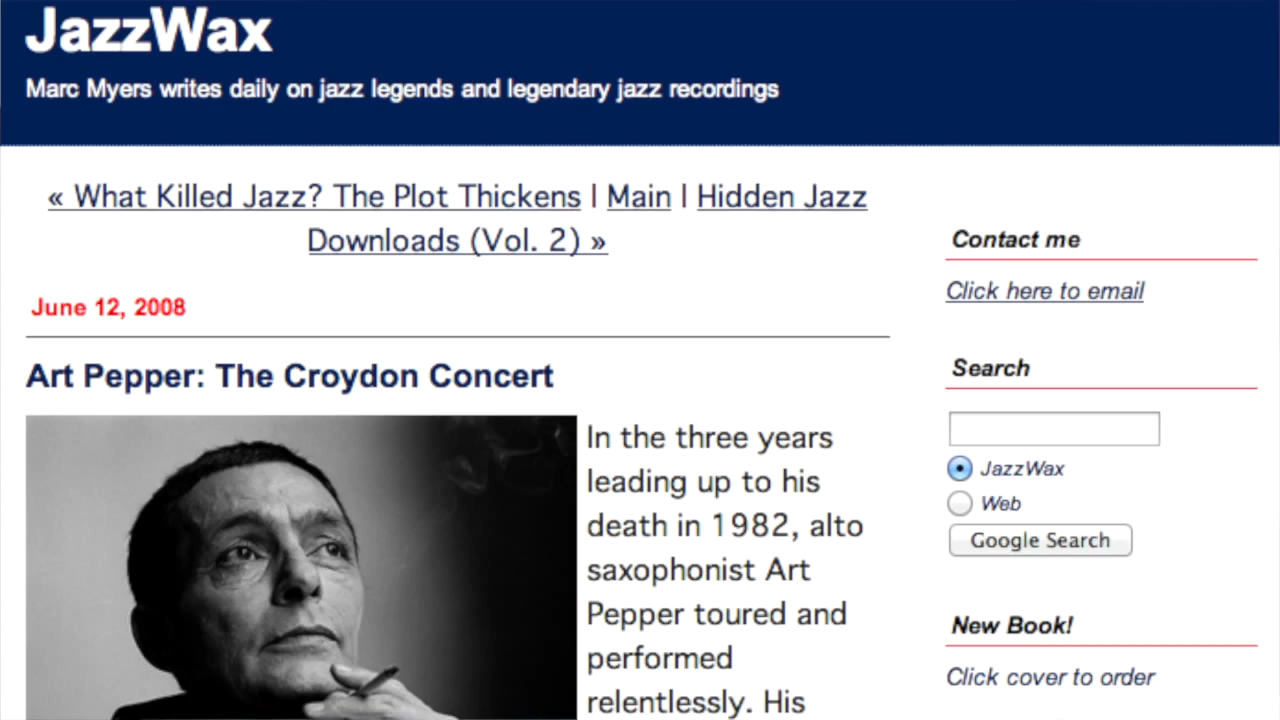 JazzWax
Marc Myers writes daily on jazz legends and legendary jazz recordings
« What Killed Jazz? The Plot Thickens | Main | Hidden Jazz
Downloads (Vol. 2) »
June 12, 2008
Art Pepper: The Croydon Concert
In the three years
leading up to his
death in 1982, alto
saxophonist Art
Pepper toured and
performed
relentlessly. His
Contact me
Click here to email
Search
JazzWax
Web
Google Search
New Book!
Click cover to order